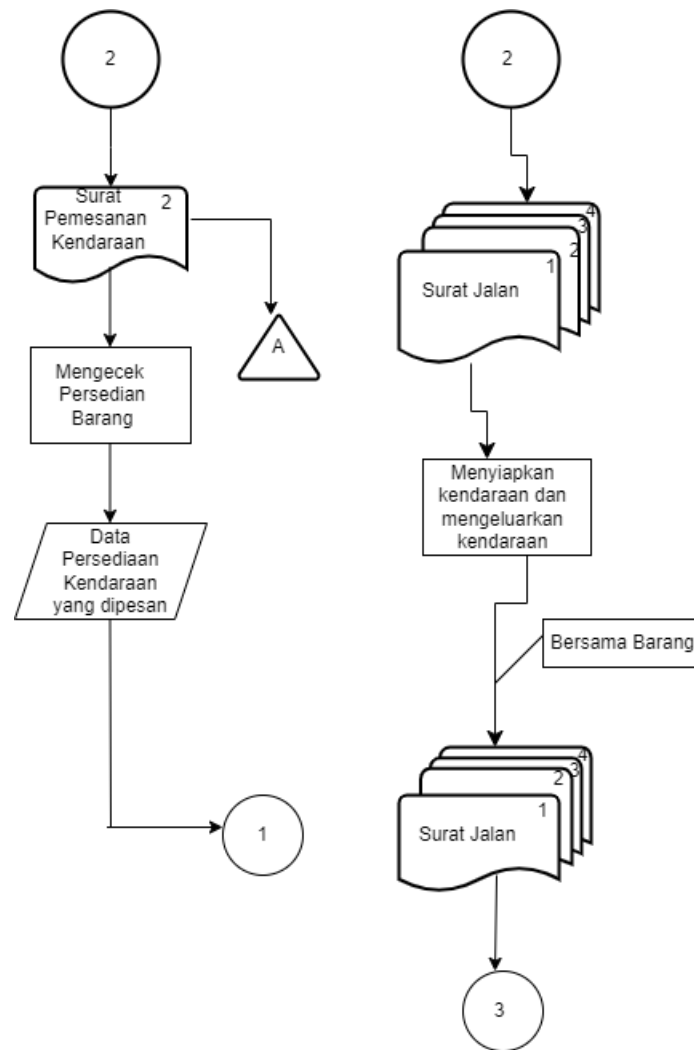 2
Surat
2
Pemesanan
Kendaraan
A
Mengecek
Persedian
Barang
Data
Persediaan
Kendaraan
yang dipesan
1
2
4
3
2
1
Surat Jalan
Menyiapkan
kendaraan dan
mengeluarkan
kendaraan
Bersama Barang
4
3
2
1
Surat Jalan
3